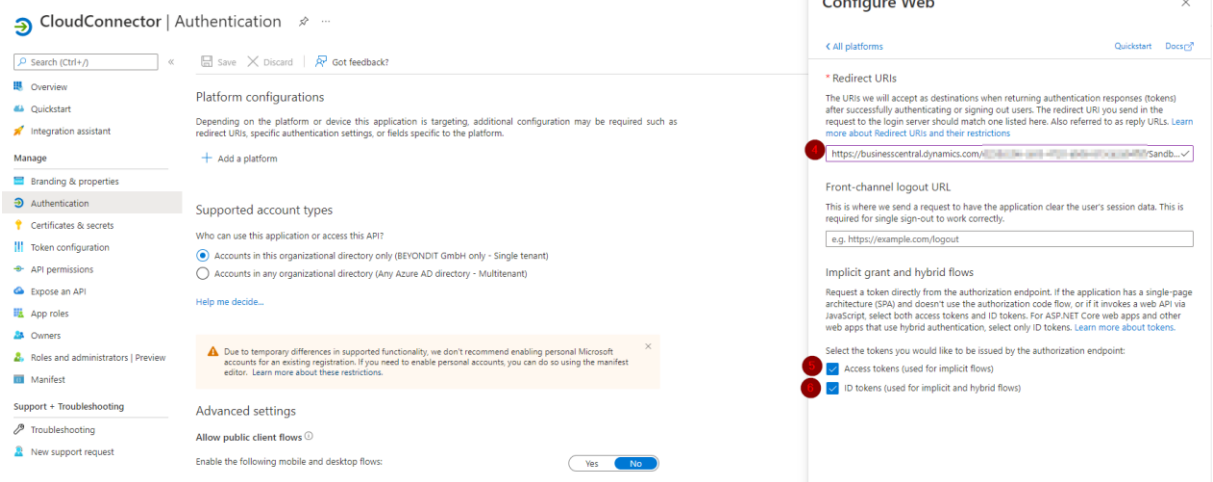 CloudConnector | Authentication
Search (Ctrl+/)
Overview
Quickstart
Integration assistant
Manage
Branding & properties
Authentication
Certificates & secrets
Token configuration
API permissions
Expose an API
App roles
Owners
Roles and administrators | Preview
Manifest
Support + Troubleshooting
Troubleshooting
New support request
Save Discard Got feedback?
Platform configurations
Depending on the platform or device this application is targeting, additional configuration may be required such as
redirect URIs, specific authentication settings, or fields specific to the platform.
Add a platform
Supported account types
Who can use this application or access this API?
Accounts in this organizational directory only (BEYONDIT GmbH only - Single tenant)
Accounts in any organizational directory (Any Azure AD directory - Multitenant)
Help me decide...
Due to temporary differences in supported functionality, we don't recommend enabling personal Microsoft
accounts for an existing registration. If you need to enable personal accounts, you can do so using the manifest
editor. Learn more about these restrictions.
Advanced settings
Allow public client flows
Enable the following mobile and desktop flows:
Yes No
Configure Web
All platforms
Quickstart Docs
* Redirect URIs
The URIs we will accept as destinations when returning authentication responses (tokens)
after successfully authenticating or signing out users. The redirect URI you send in the
request to the login server should match one listed here. Also referred to as reply URLs. Learn
more about Redirect URIs and their restrictions
4
https://businesscentral.dynamics.com/ Sandb...
Front-channel logout URL
This is where we send a request to have the application clear the user's session data. This is
required for single sign-out to work correctly.
e.g. https://example.com/logout
Implicit grant and hybrid flows
Request a token directly from the authorization endpoint. If the application has a single-page
architecture (SPA) and doesn't use the authorization code flow, or if it invokes a web API via
JavaScript, select both access tokens and ID tokens. For ASP.NET Core web apps and other
web apps that use hybrid authentication, select only ID tokens. Learn more about tokens.
Select the tokens you would like to be issued by the authorization endpoint:
5
Access tokens (used for implicit flows)
6
ID tokens (used for implicit and hybrid flows)